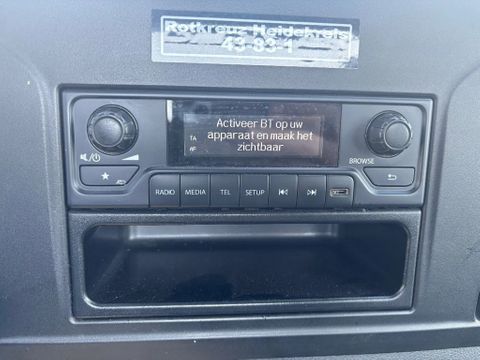 Rotkreuz Heidekreis
43-83-1
Activeer BT op uw
apparaat en maak het
zichtbaar
TA
AF
BROWSE
RADIO MEDIA TEL SETUP